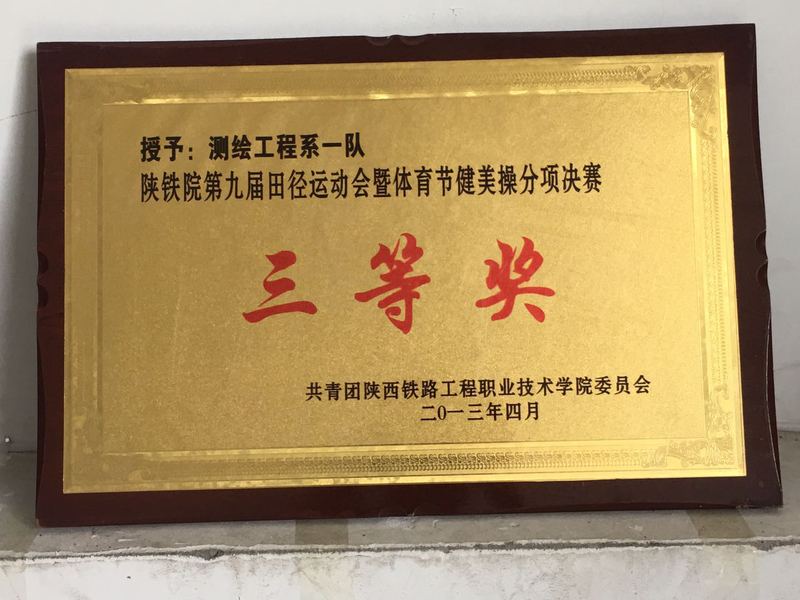 授予：测绘工程系一队
陕铁院第九届田径运动会暨体育节健美操分项决赛
三等奖
共青团陕西铁路工程职业技术学院委员会
二0一三年四月